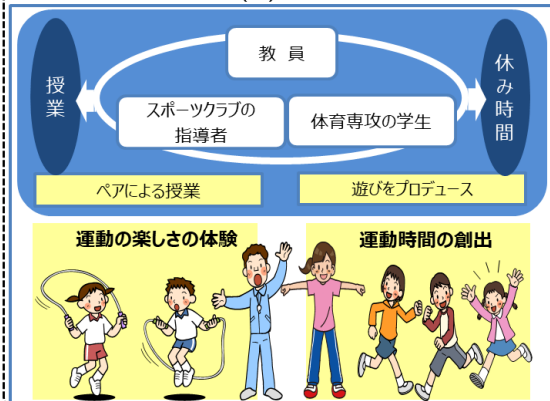 教 員
授業
休み時間
スポーツクラブの
指導者
体育専攻の学生
ペアによる授業
遊びをプロデュース
運動の楽しさの体験
運動時間の創出